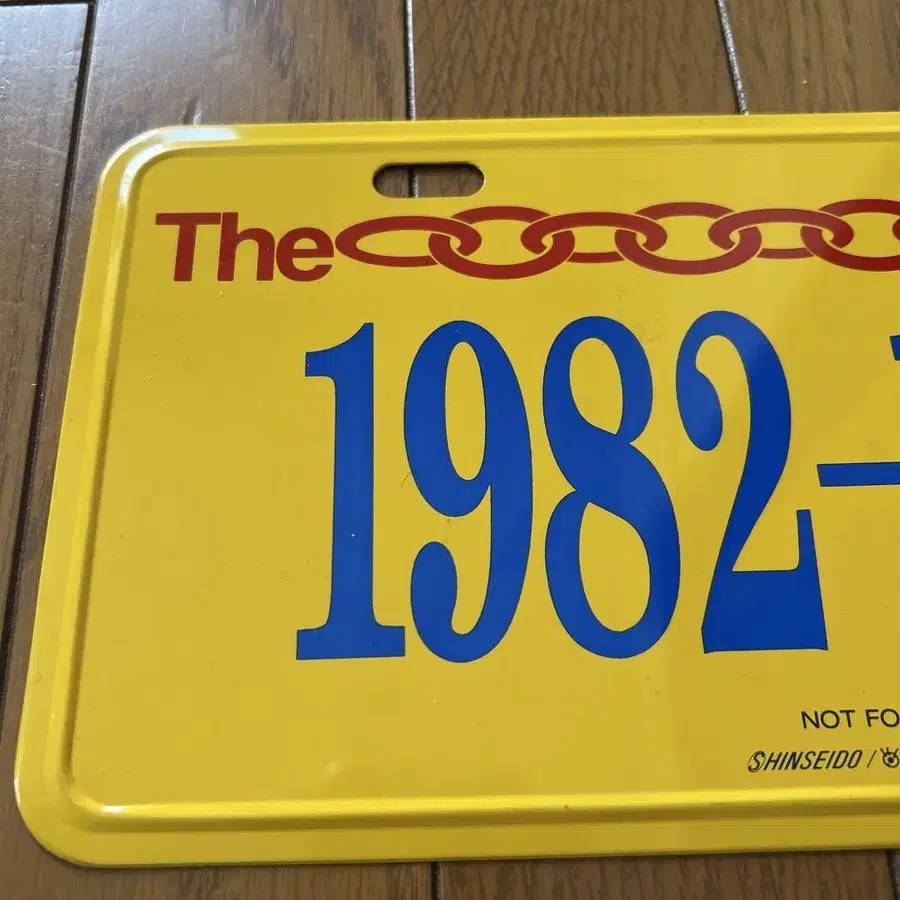 The
1982-
NOT FO
SHINSEIDO /